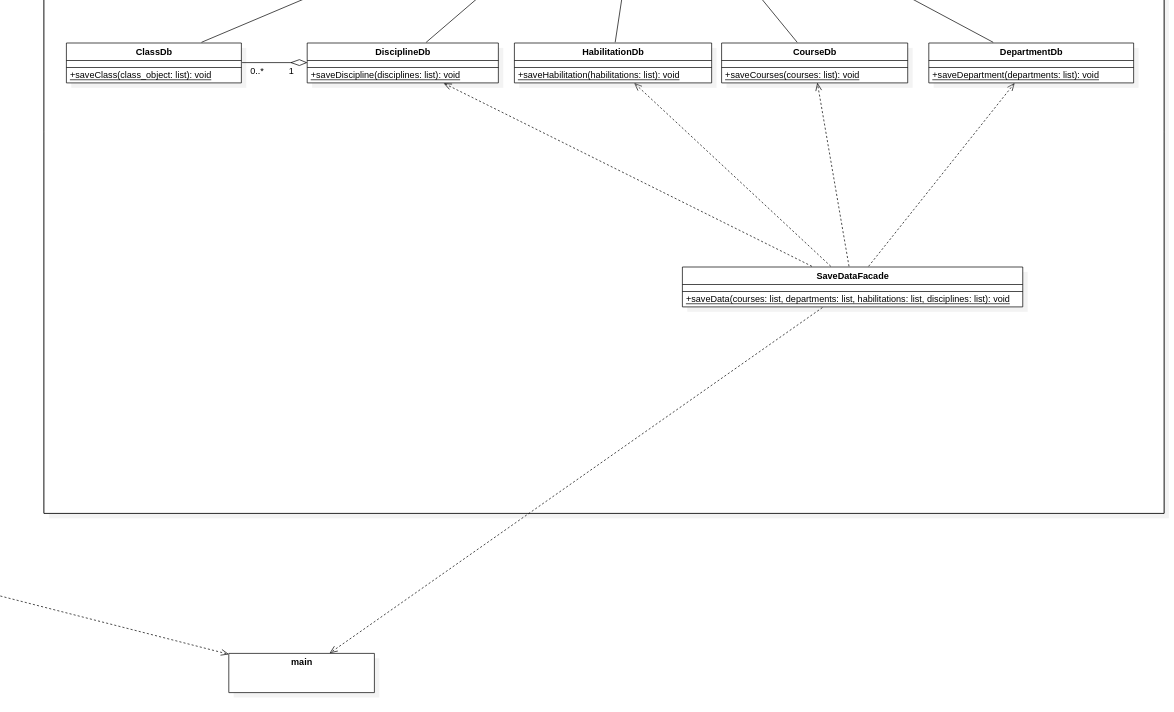 ClassDb
DisciplineDb
HabilitationDb
CourseDb
DepartmentDb
+saveClass(class_object: list): void
0..*
1
+saveDiscipline(disciplines: list): void
+saveHabilitation(habilitations: list): void
+saveCourses(courses: list): void
+saveDepartment(departments: list): void
SaveDataFacade
+saveData(courses: list, departments: list, habilitations: list, disciplines: list): void
main